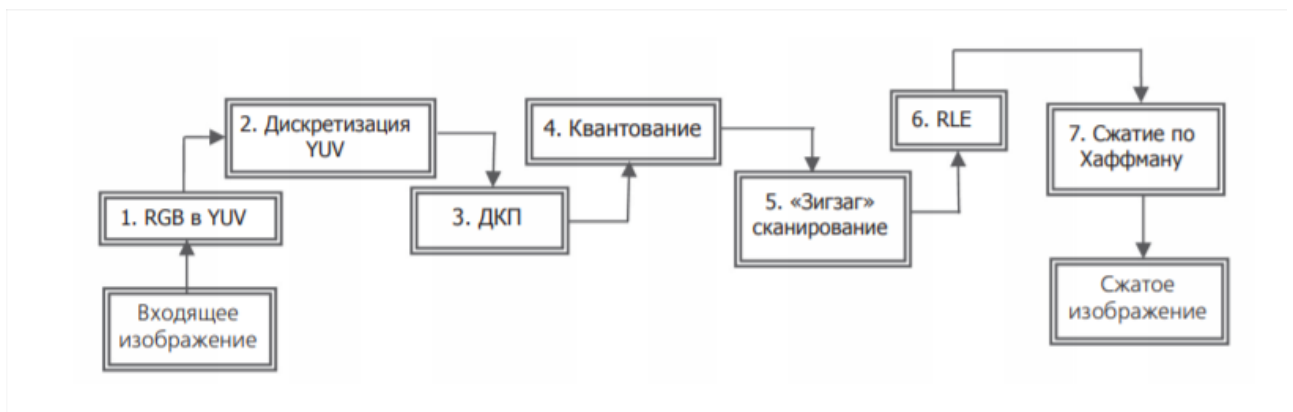 Входящее
изображение
1. RGB в YUV
2. Дискретизация
YUV
3. ДКП
4. Квантование
5. «Зигзаг»
сканирование
6. RLE
7. Сжатие по
Хаффману
Сжатое
изображение